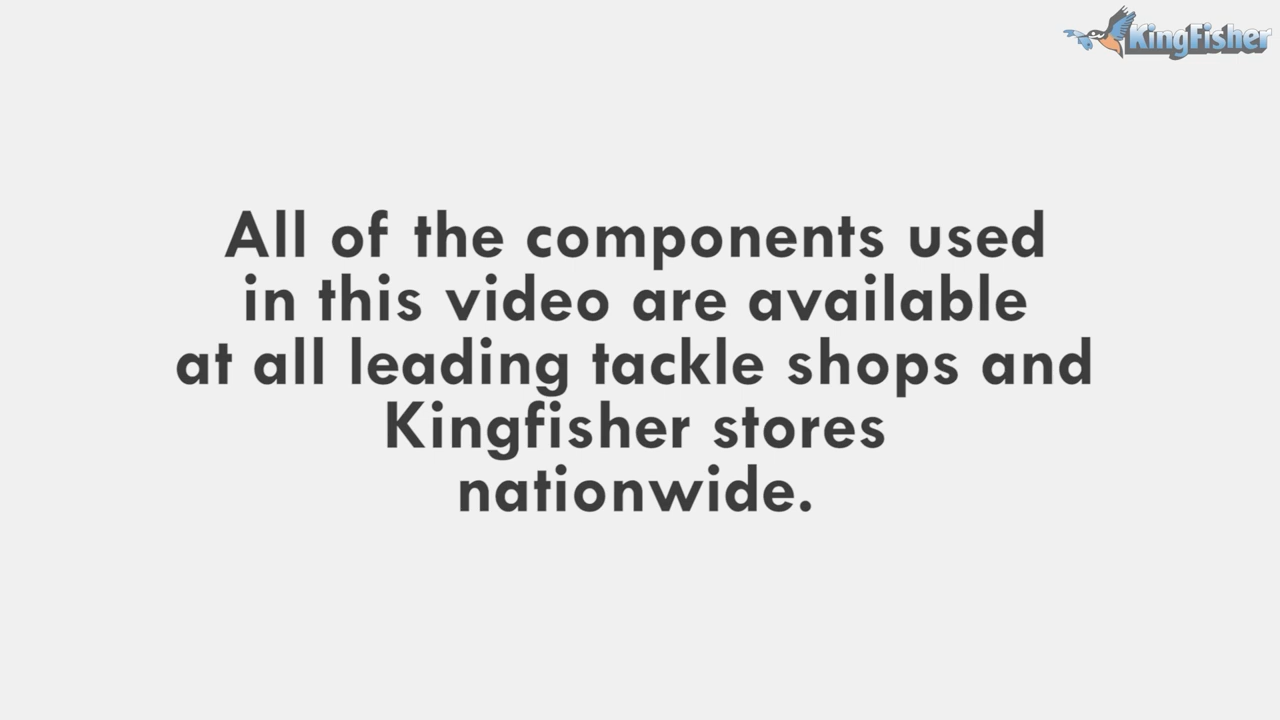 KingFisher
All of the components used
in this video are available
at all leading tackle shops and
Kingfisher stores
nationwide.